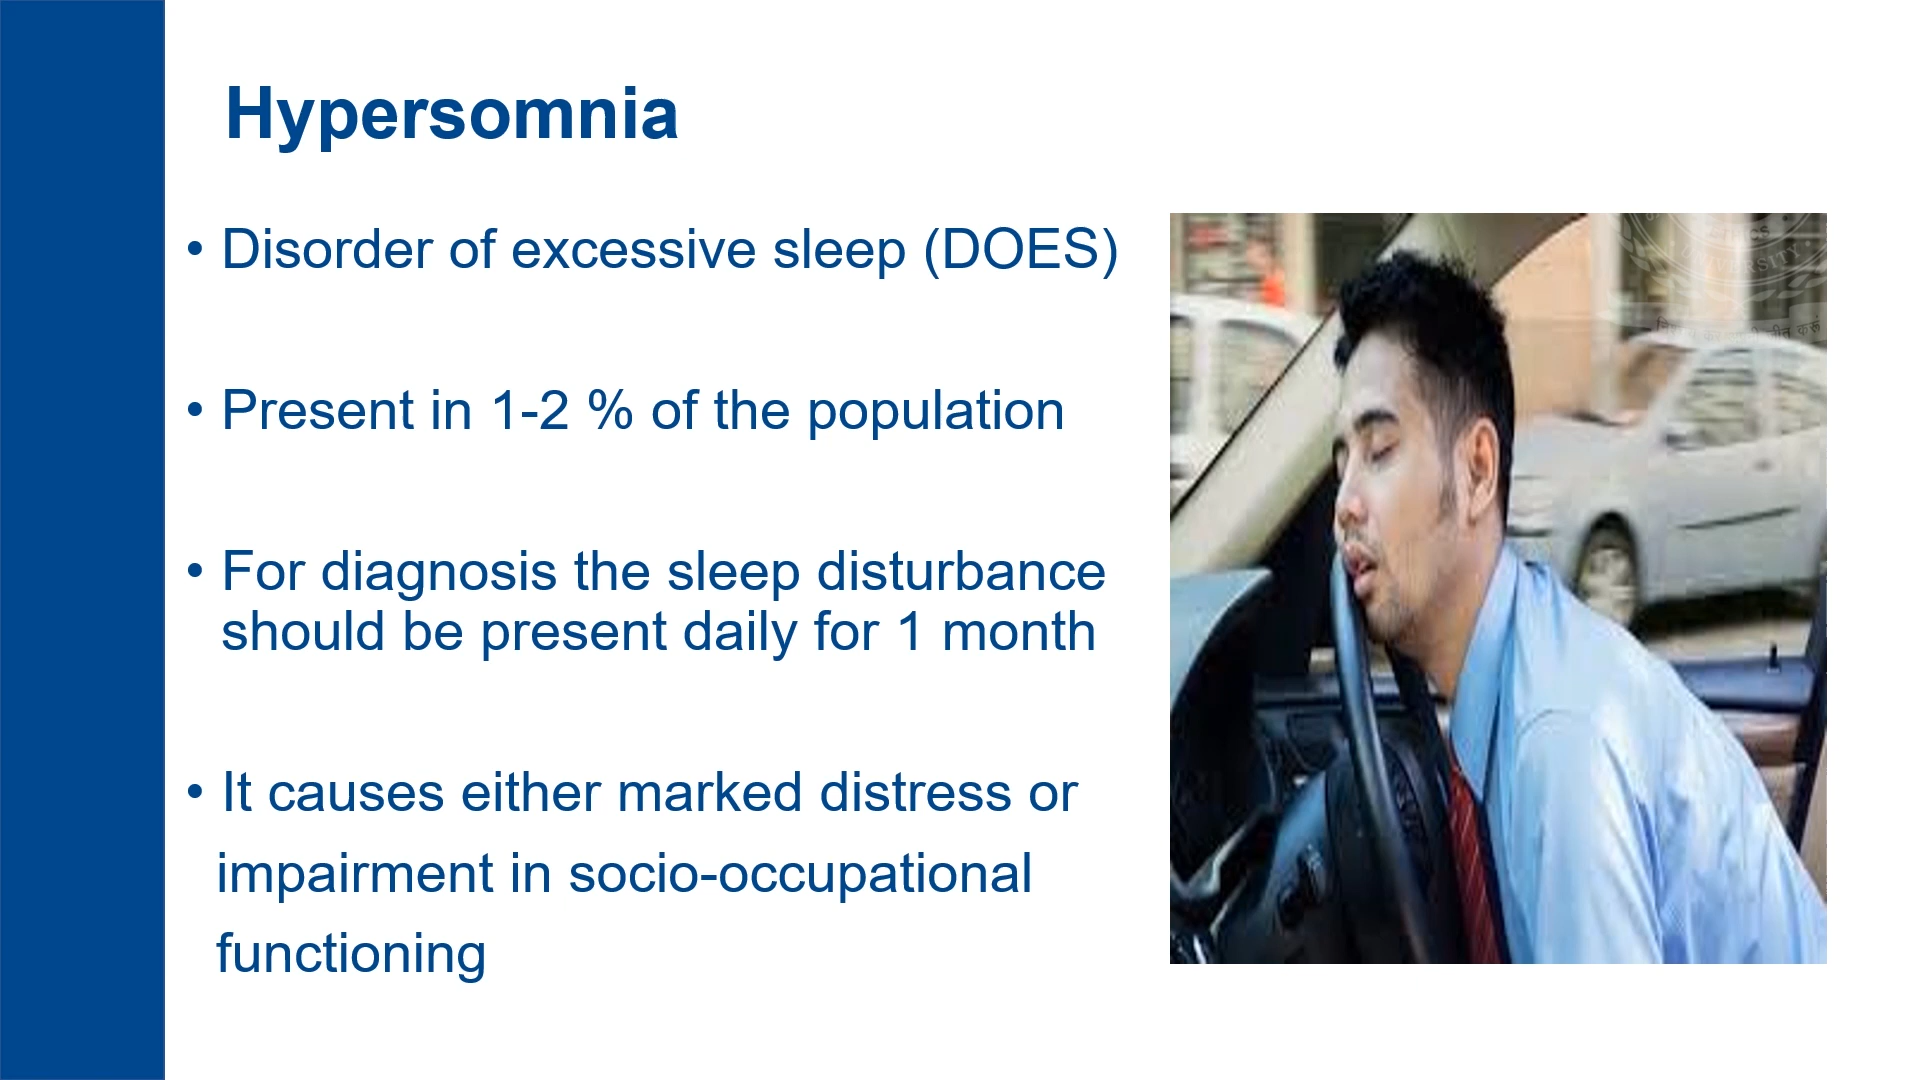 Hypersomnia
• Disorder of excessive sleep (DOES)
• Present in 1-2 % of the population
• For diagnosis the sleep disturbance
should be present daily for 1 month
• It causes either marked distress or
impairment in socio-occupational
functioning
UNIVERSITY